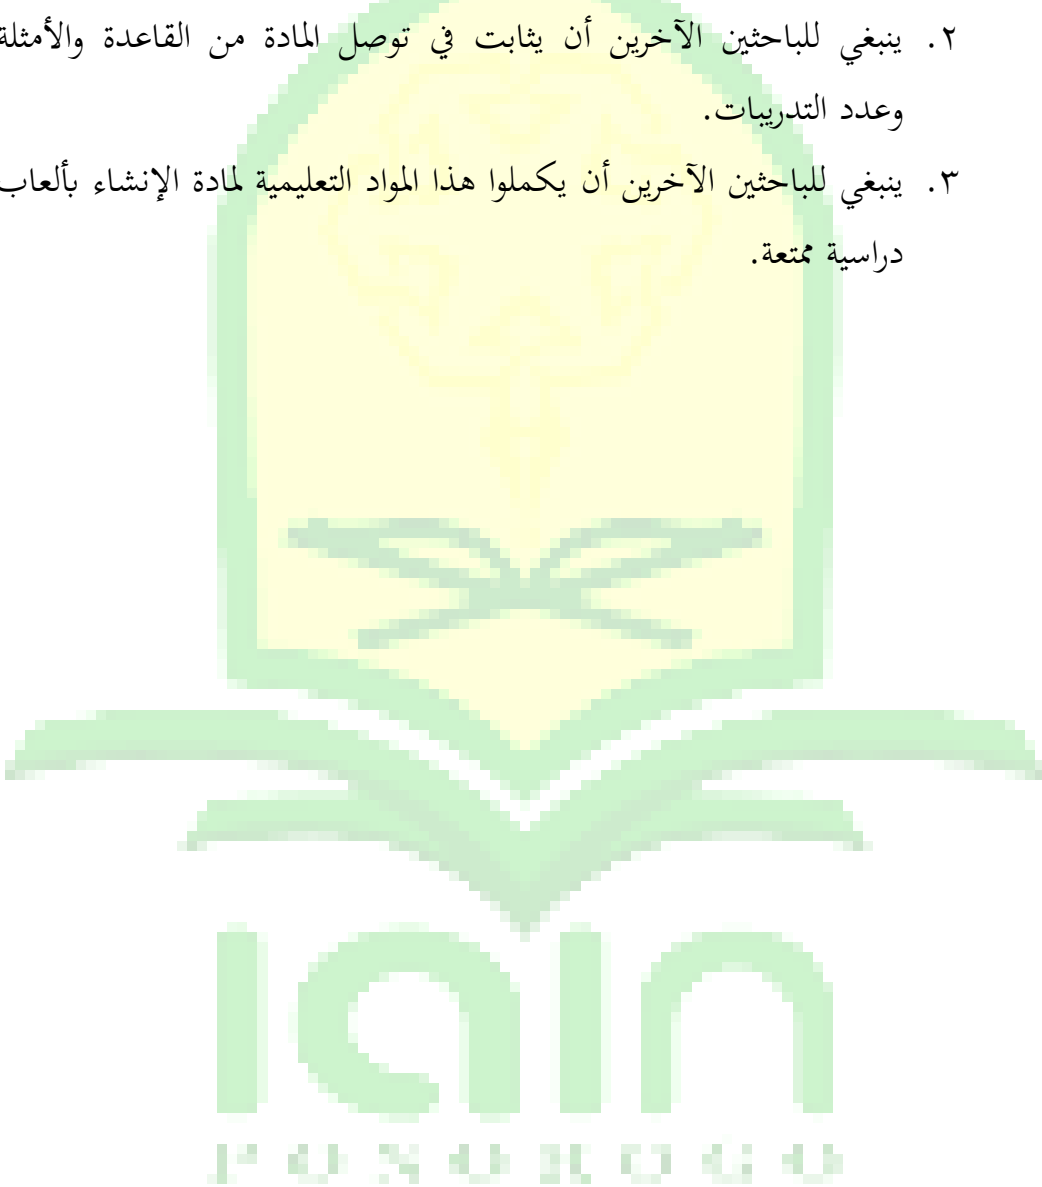 ٢. ينبغي للباحثين الآخرين أن يثابت في توصل المادة من القاعدة والأمثلة
وعدد التدريبات.
٣. ينبغي للباحثين الآخرين أن يكملوا هذا المواد التعليمية لمادة الإنشاء بألعاب
دراسية ممتعة.
iain
PONOROGO